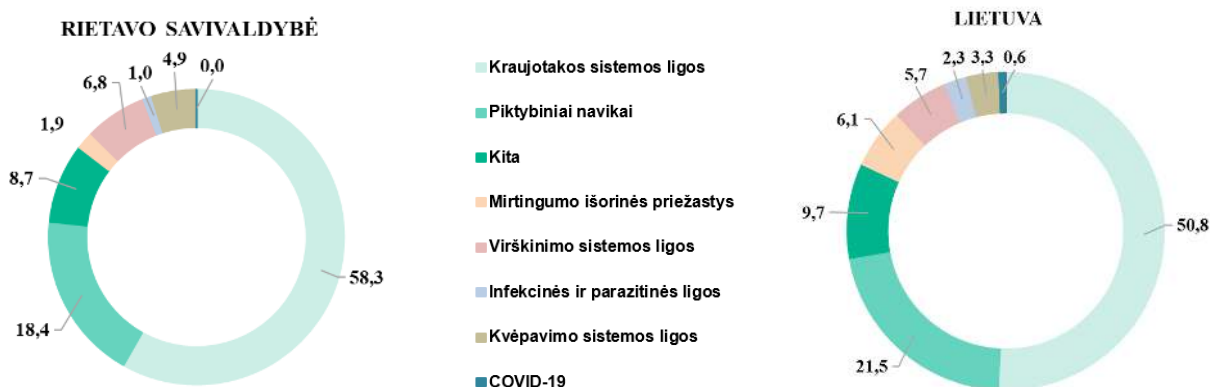 RIETAVO SAVIVALDYBĖ
4,9
0,0
1,0
6,8
1,9
8,7
18,4
58,3
Kraujotakos sistemos ligos
Piktybiniai navikai
Kita
Mirtingumo išorinės priežastys
Virškinimo sistemos ligos
Infekcinės ir parazitinės ligos
Kvėpavimo sistemos ligos
COVID-19
LIETUVA
2,3
3,3
0,6
5,7
6,1
9,7
50,8
21,5